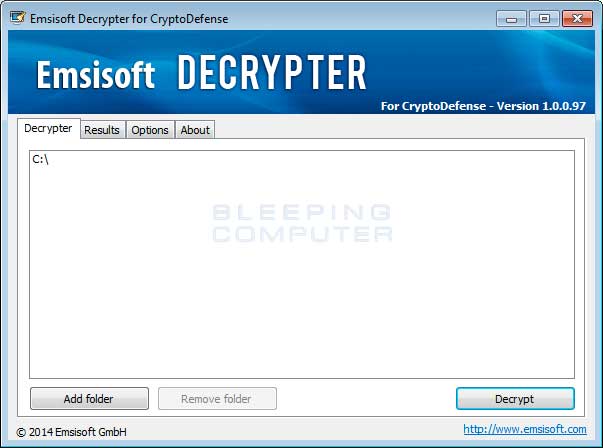 Emsisoft Decrypter for CryptoDefense
Emsisoft DECRYPTER
For CryptoDefense - Version 1.0.0.97
Decrypter Results Options About
C:\
BLEEPING
COMPUTER
Add folder Remove folder Decrypt
© 2014 Emsisoft GmbH http://www.emsisoft.com